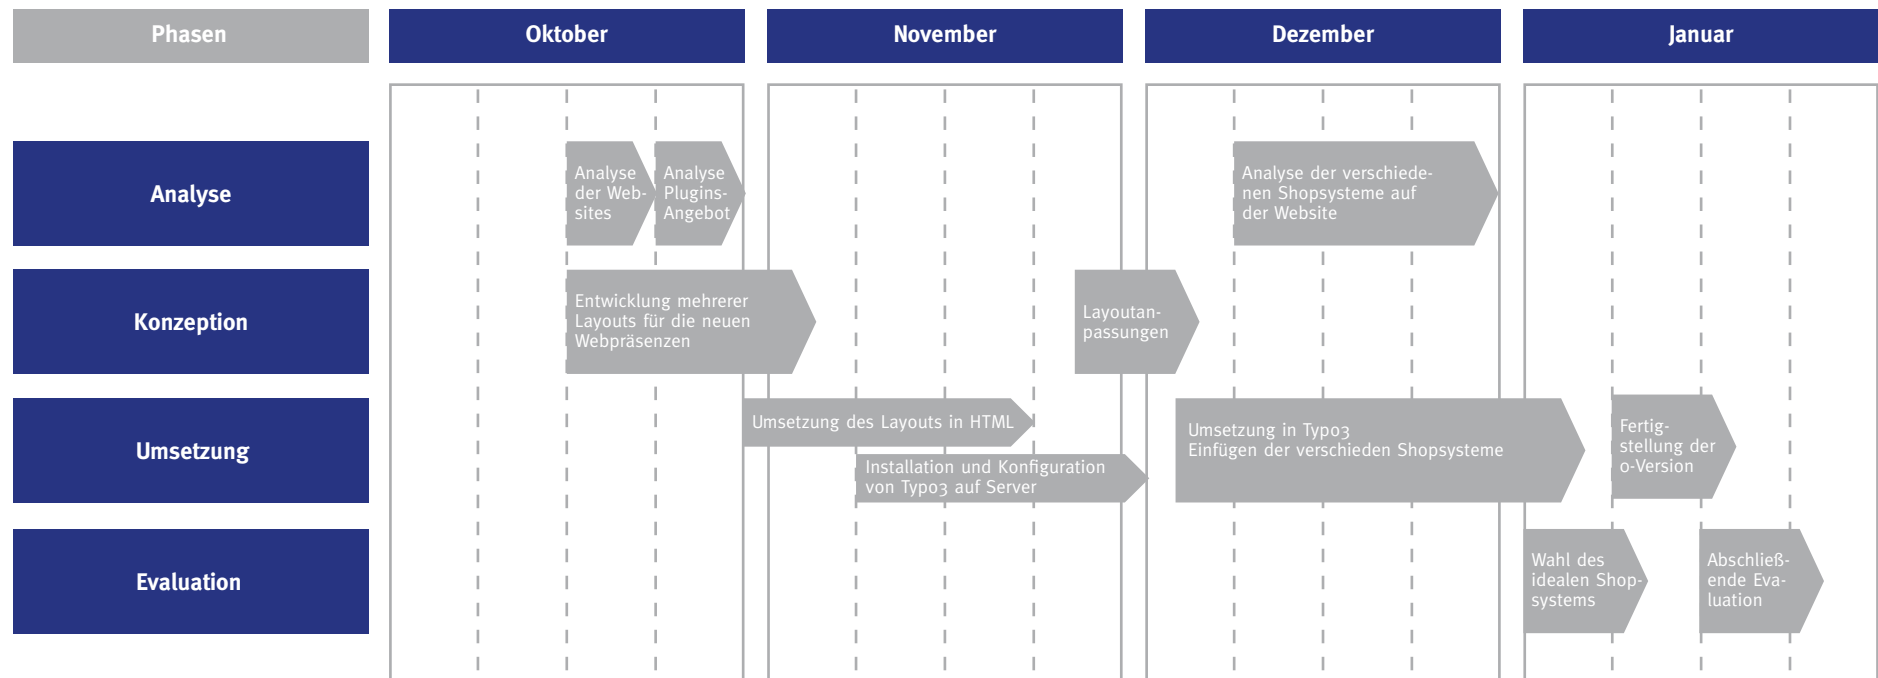 Phasen
Oktober
November
Dezember
Januar
Analyse
Analyse
der Web-
sites
Analyse
Plugins-
Angebot
Analyse der verschiede-
nen Shopsysteme auf
der Website
Konzeption
Entwicklung mehrerer
Layouts für die neuen
Webpräsenzen
Layoutan-
passungen
Umsetzung
Umsetzung des Layouts in HTML
Installation und Konfiguration
von Typo3 auf Server
Umsetzung in Typo3
Einfügen der verschieden Shopsysteme
Fertig-
stellung der
0-Version
Evaluation
Wahl des
idealen Shop-
systems
Abschließ-
ende Eva-
luation